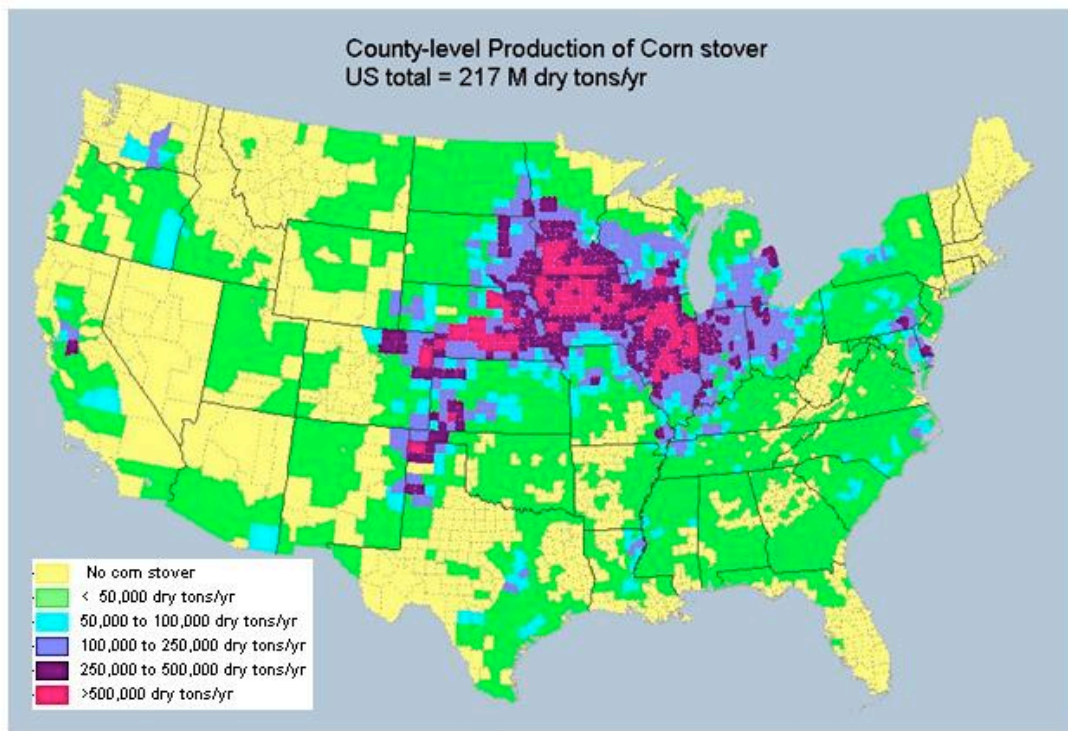 County-level Production of Corn stover
US total = 217 M dry tons/yr
No corn stover
< 50,000 dry tons/yr
50,000 to 100,000 dry tons/yr
100,000 to 250,000 dry tons/yr
250,000 to 500,000 dry tons/yr
>500,000 dry tons/yr